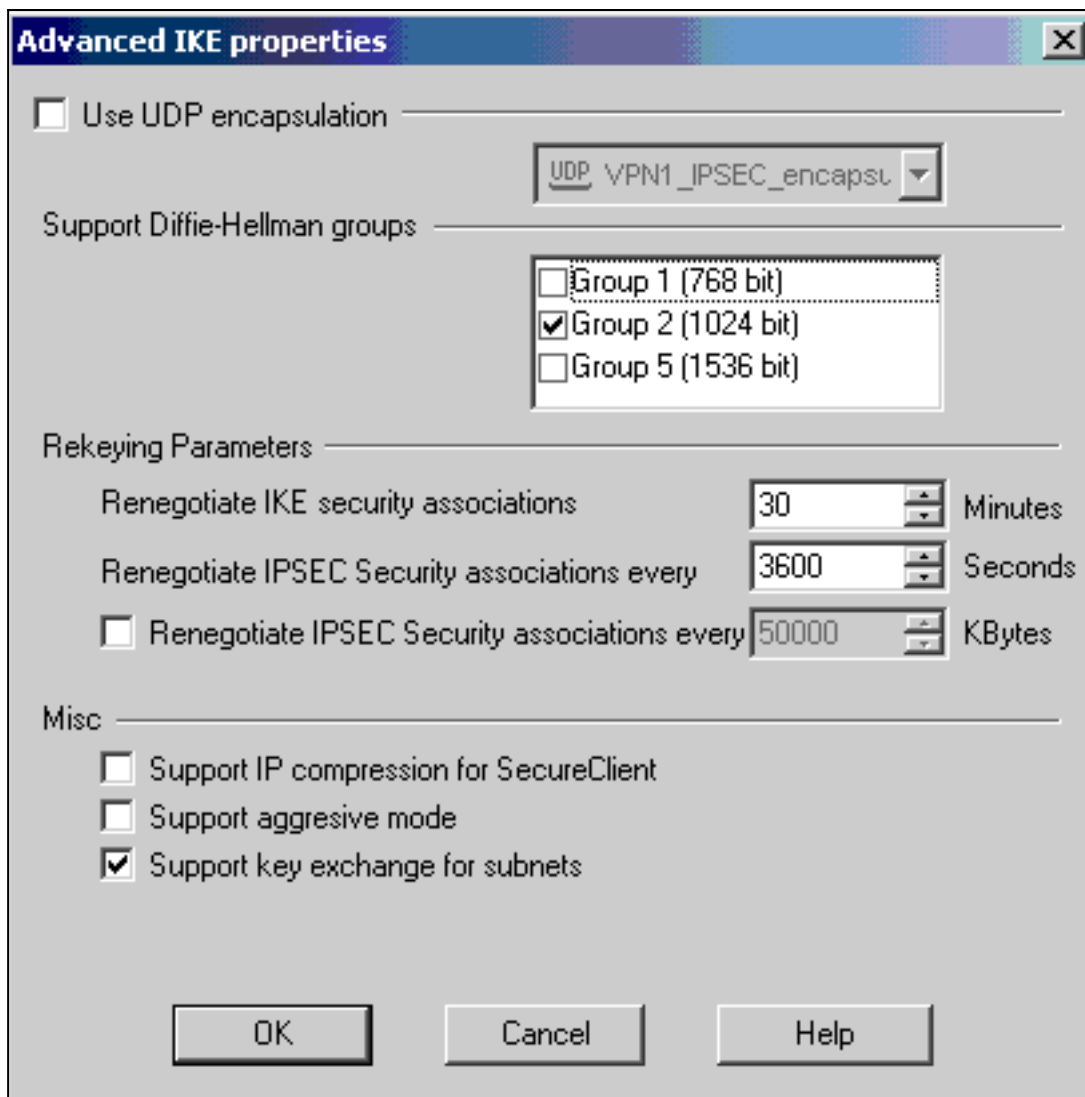 Advanced IKE properties
Use UDP encapsulation
UDP VPN1_IPSEC_encapsu
Support Diffie-Hellman groups
Group 1 (768 bit)
Group 2 (1024 bit)
Group 5 (1536 bit)
Rekeying Parameters
Renegotiate IKE security associations 30 Minutes
Renegotiate IPSEC Security associations every 3600 Seconds
Renegotiate IPSEC Security associations every 50000 KBytes
Misc
Support IP compression for SecureClient
Support aggresive mode
Support key exchange for subnets
OK Cancel Help